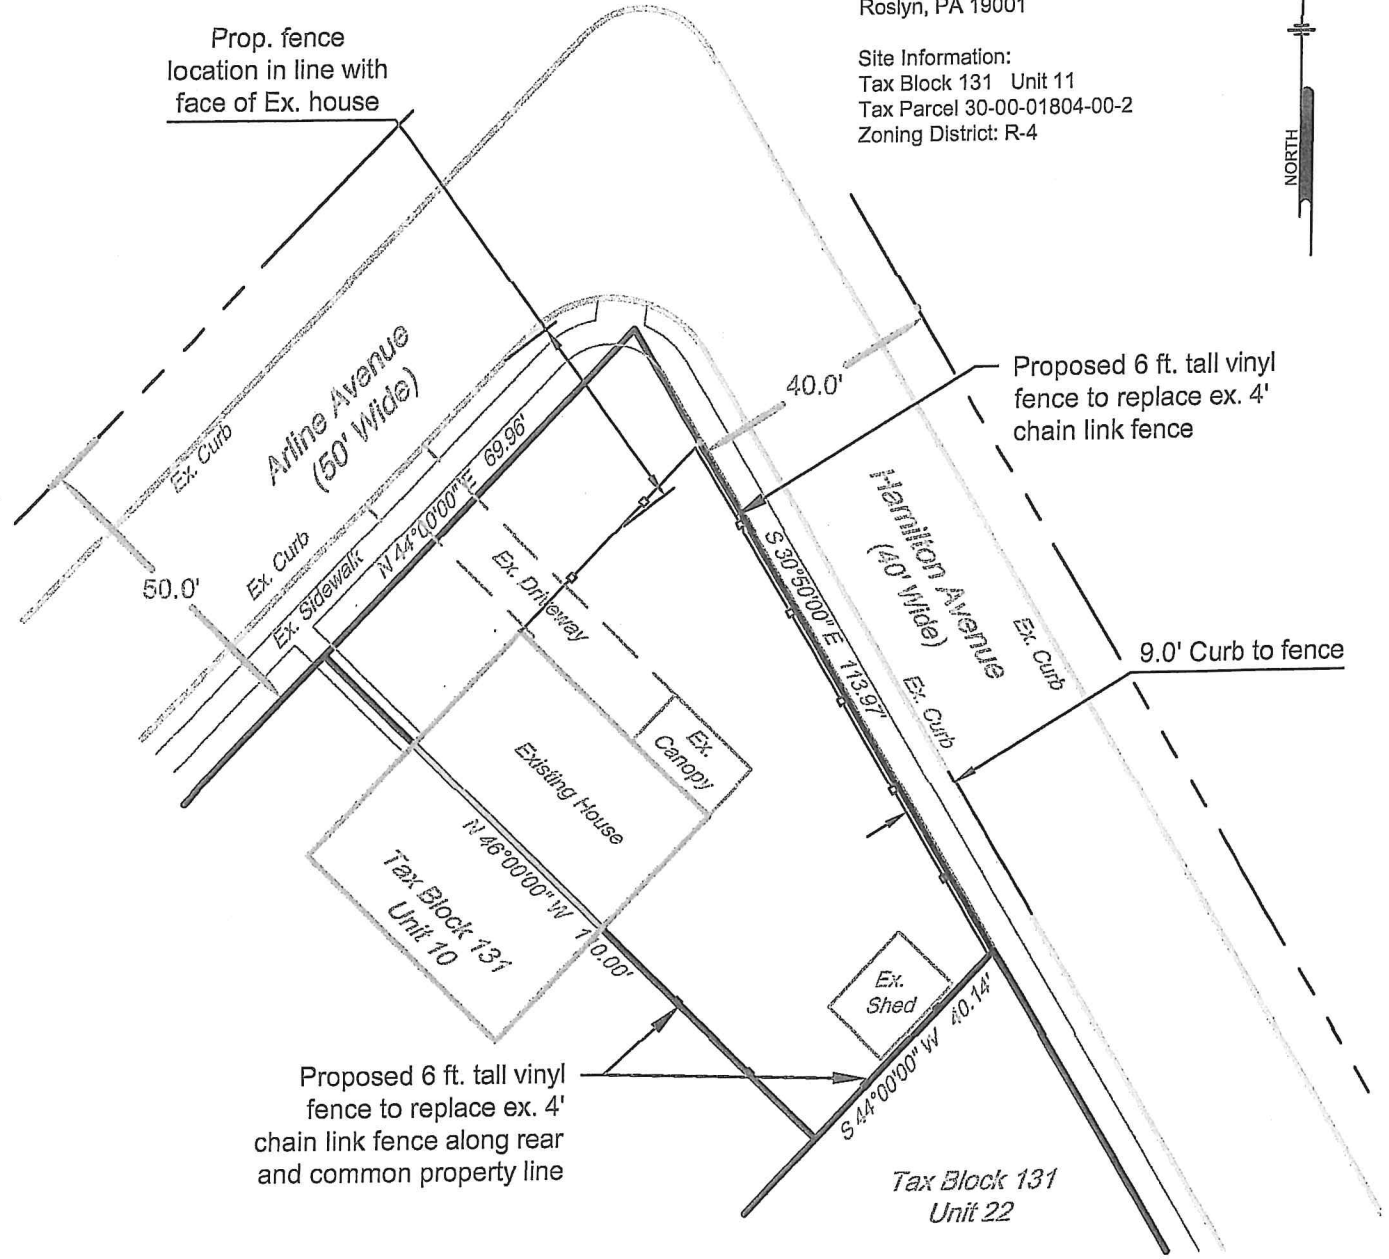 Roslyn, PA 19001
Site Information:
Tax Block 131 Unit 11
Tax Parcel 30-00-01804-00-2
Zoning District: R-4
NORTH
Prop. fence
location in line with
face of Ex. house
Arline Avenue
(50' Wide)
Ex. Curb
Ex. Curb
Ex. Sidewalk
50.0'
N 44°00'00" E 69.96'
40.0'
Proposed 6 ft. tall vinyl
fence to replace ex. 4'
chain link fence
Hamilton Avenue
(40' Wide)
Ex. Curb
Ex. Curb
S 30°50'00" E 113.97'
9.0' Curb to fence
Ex. Driveway
Ex.
Canopy
Existing House
N 46°00'00" W 110.00'
Tax Block 131
Unit 10
Ex.
Shed
S 44°00'00" W 40.14'
Proposed 6 ft. tall vinyl
fence to replace ex. 4'
chain link fence along rear
and common property line
Tax Block 131
Unit 22